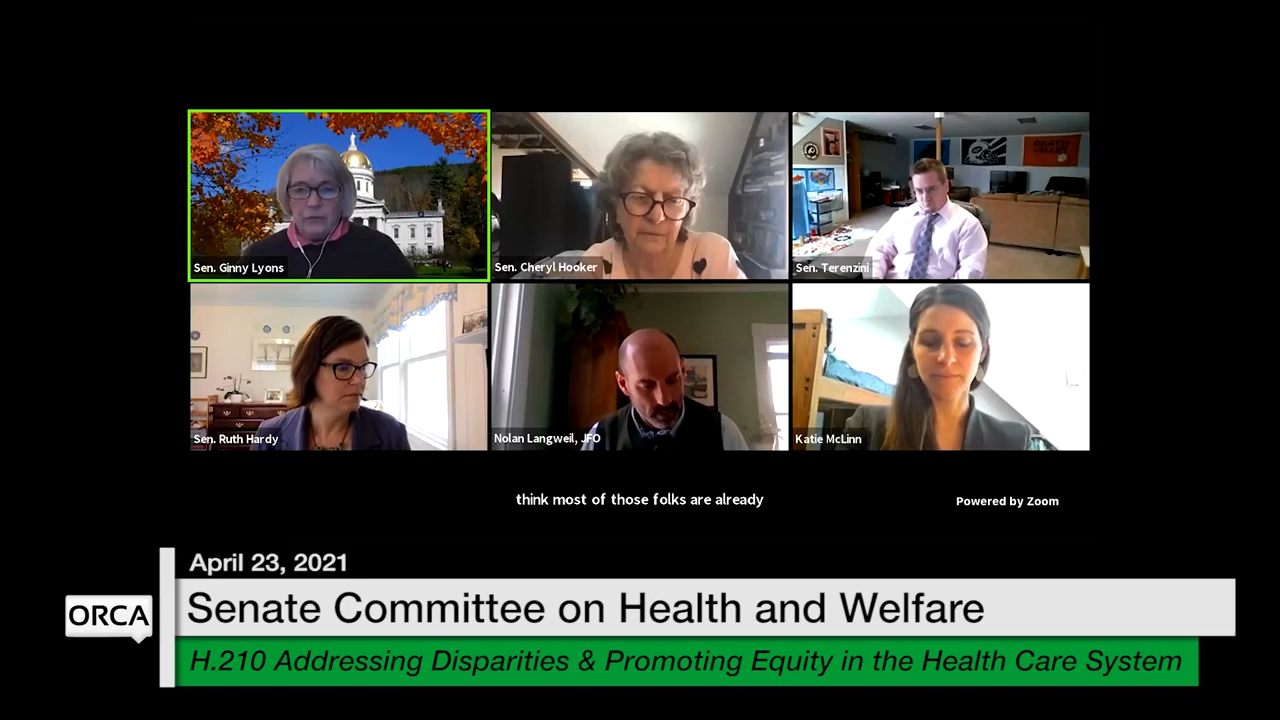 Sen. Ginny Lyons
Sen. Cheryl Hooker
Sen. Terenzini
Sen. Ruth Hardy
Nolan Langweil, JFO
Katie McLinn
think most of those folks are already
Powered by Zoom
April 23, 2021
ORCA
Senate Committee on Health and Welfare
H.210 Addressing Disparities & Promoting Equity in the Health Care System